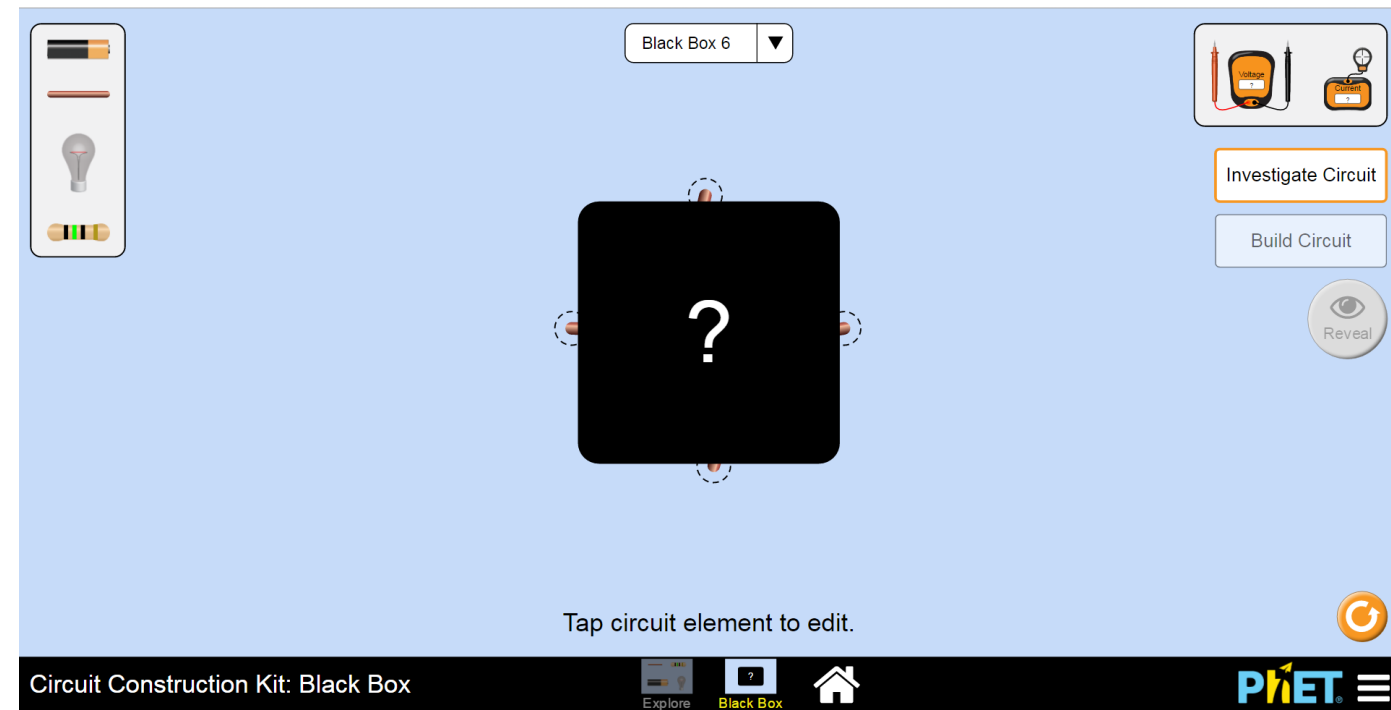 Black Box 6
Voltage
?
Current
?
Investigate Circuit
Build Circuit
Reveal
?
Tap circuit element to edit.
Circuit Construction Kit: Black Box
Explore
?
Black Box
PhET